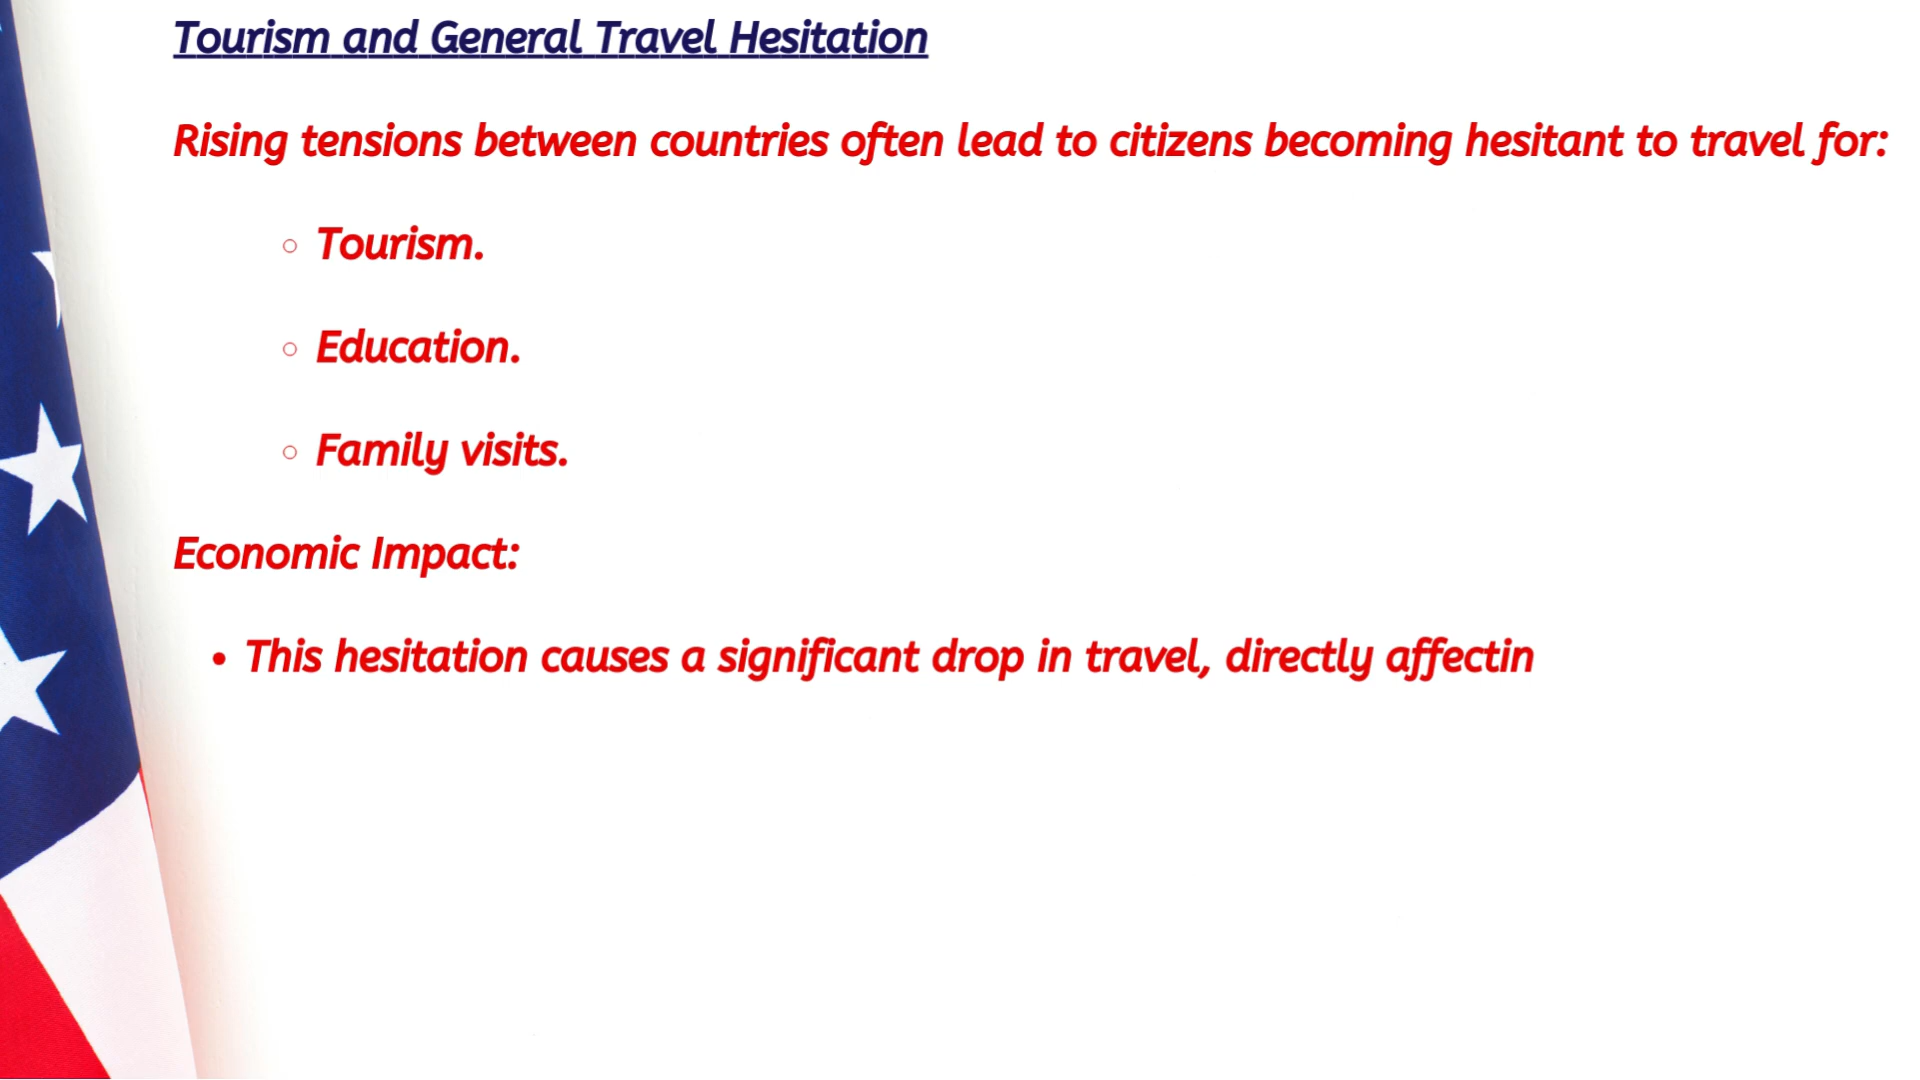 Tourism and General Travel Hesitation
Rising tensions between countries often lead to citizens becoming hesitant to travel for:
○ Tourism.
○ Education.
○ Family visits.
Economic Impact:
• This hesitation causes a significant drop in travel, directly affectin